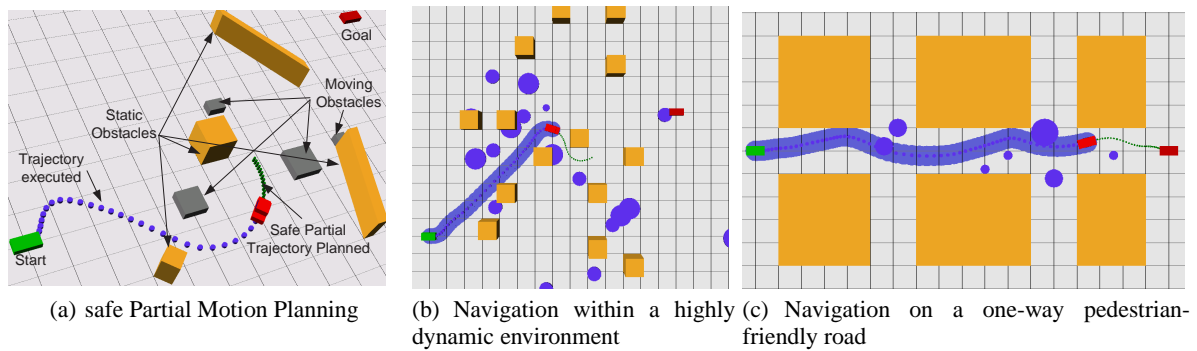 Goal
Moving
Obstacles
Static
Obstacles
Trajectory
executed
Safe Partial
Trajectory Planned
Start
(a) safe Partial Motion Planning
(b) Navigation within a highly
dynamic environment
(c) Navigation on a one-way pedestrian-
friendly road